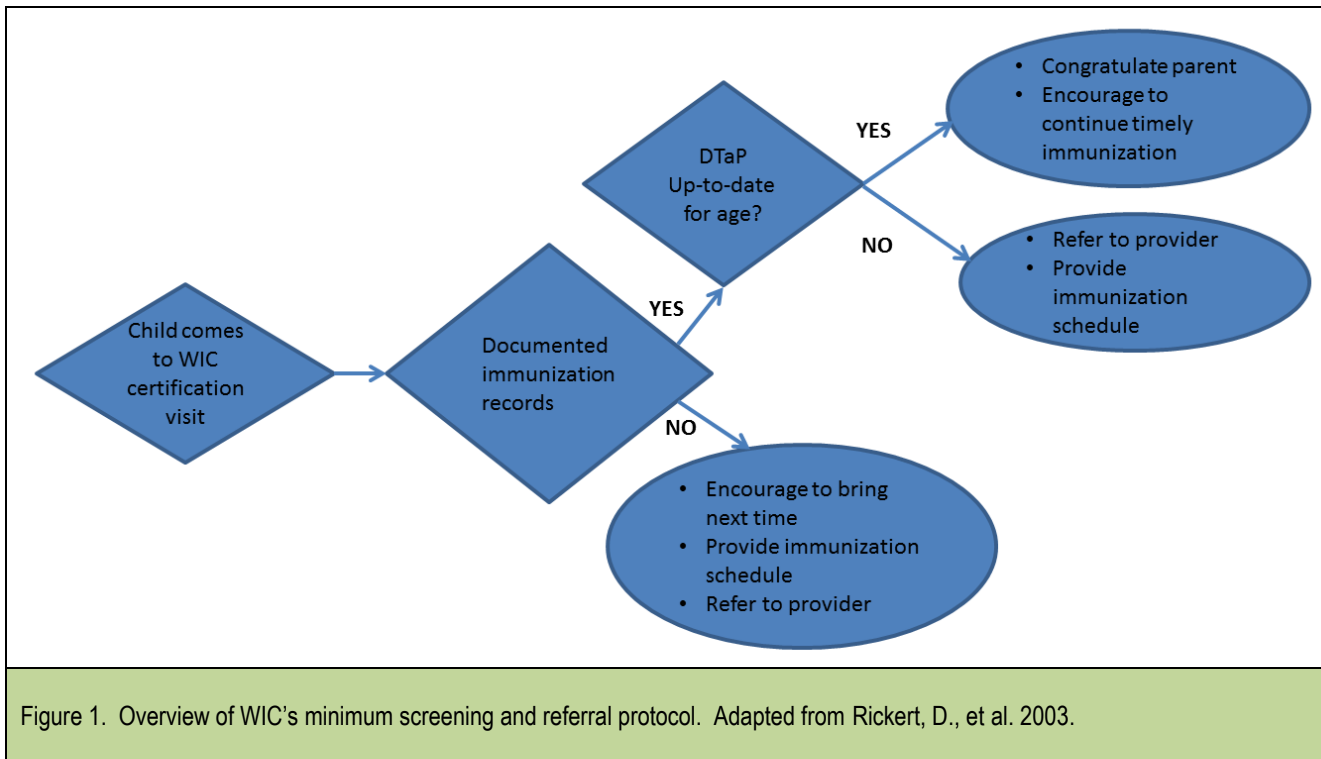 Child comes
to WIC
certification
visit
Documented
immunization
records
YES
NO
DTaP
Up-to-date
for age?
YES
NO
• Congratulate parent
• Encourage to
continue timely
immunization
• Refer to provider
• Provide
immunization
schedule
• Encourage to bring
next time
• Provide immunization
schedule
• Refer to provider
Figure 1. Overview of WIC's minimum screening and referral protocol. Adapted from Rickert, D., et al. 2003.